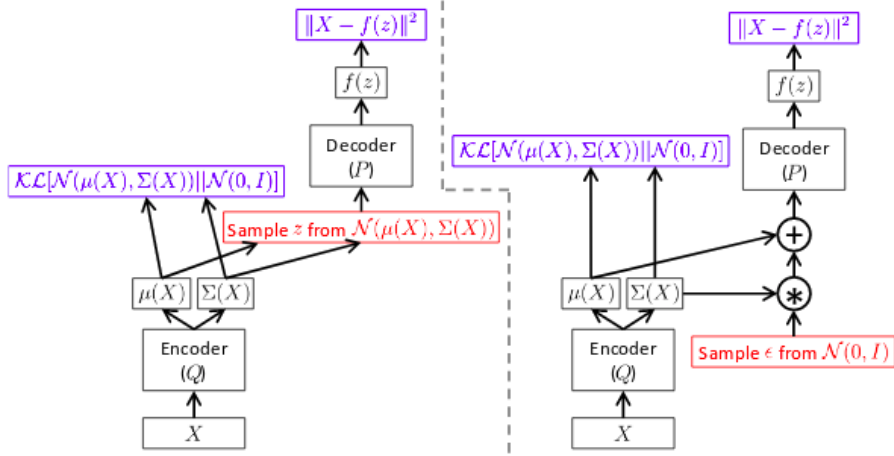 ‖X − f(z)‖²
f(z)
Decoder
(P)
𝒦ℒ[𝒩(μ(X), Σ(X))||𝒩(0, I)]
Sample z from 𝒩(μ(X), Σ(X))
μ(X)
Σ(X)
Encoder
(Q)
X
||X − f(z)||²
f(z)
Decoder
(P)
𝒦ℒ[𝒩(μ(X), Σ(X))||𝒩(0, I)]
+
μ(X)
Σ(X)
*
Sample ϵ from 𝒩(0, I)
Encoder
(Q)
X